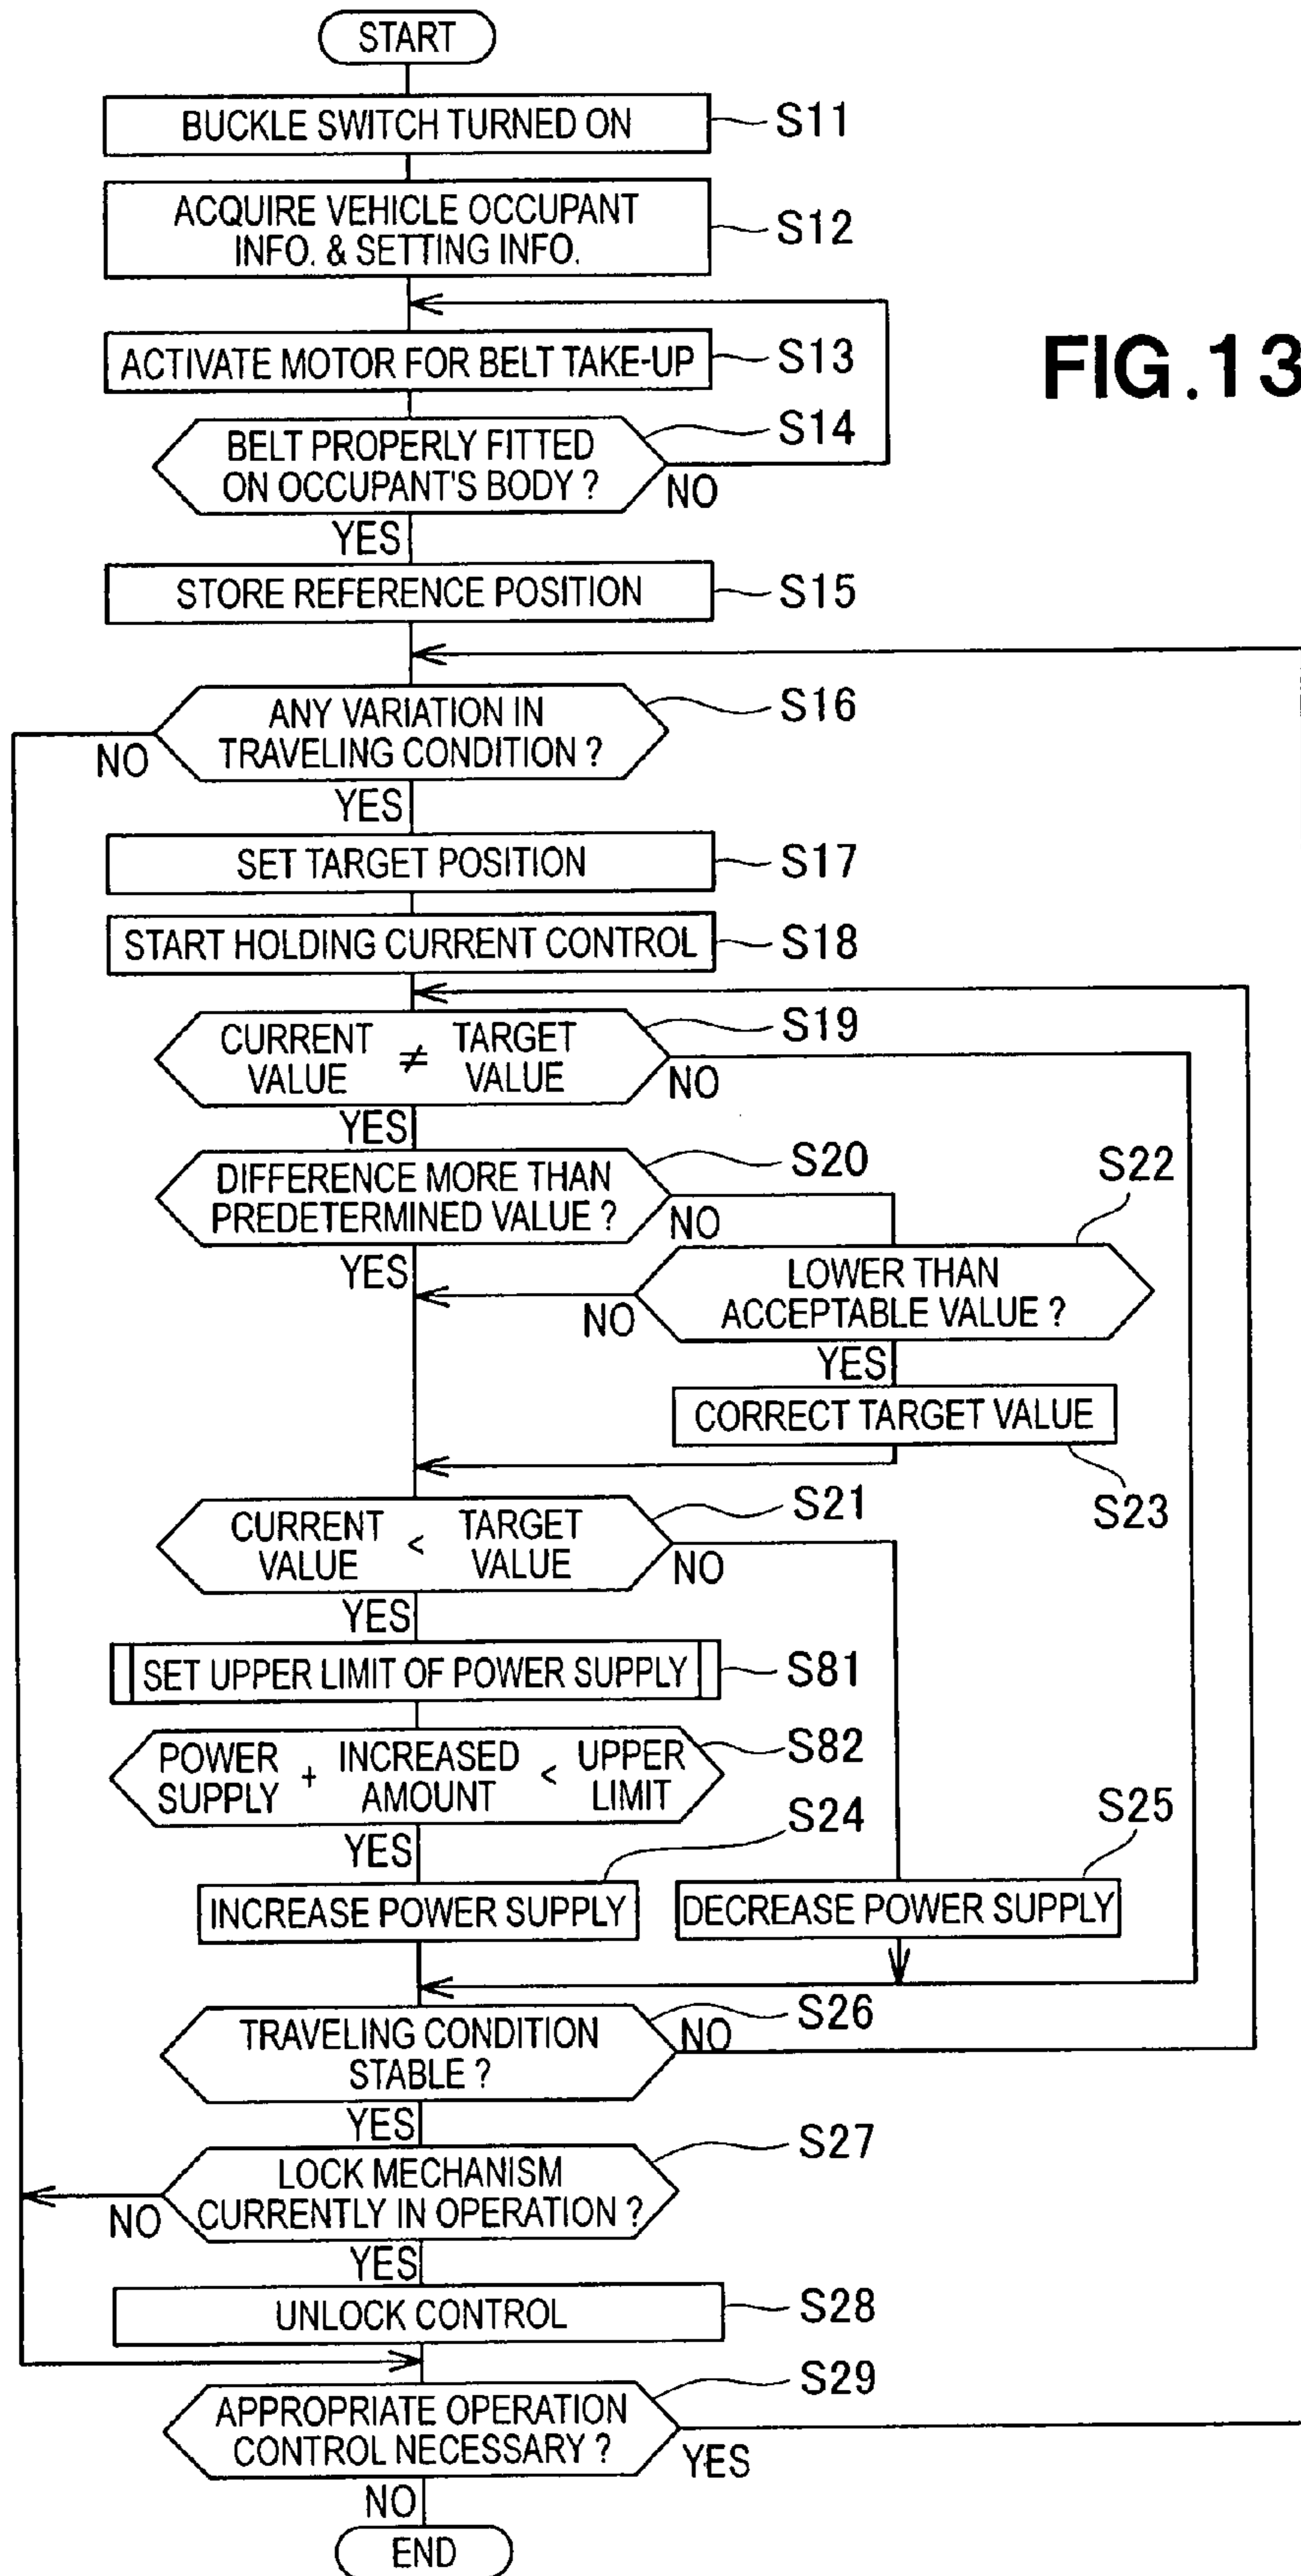 START
BUCKLE SWITCH TURNED ON
S11
ACQUIRE VEHICLE OCCUPANT
INFO. & SETTING INFO.
S12
FIG.13
ACTIVATE MOTOR FOR BELT TAKE-UP
S13
BELT PROPERLY FITTED
ON OCCUPANT'S BODY ?
S14
NO
YES
STORE REFERENCE POSITION
S15
ANY VARIATION IN
TRAVELING CONDITION ?
S16
NO
YES
SET TARGET POSITION
S17
START HOLDING CURRENT CONTROL
S18
CURRENT VALUE ≠ TARGET VALUE
S19
NO
YES
DIFFERENCE MORE THAN
PREDETERMINED VALUE ?
S20
NO
YES
S22
LOWER THAN
ACCEPTABLE VALUE ?
NO
YES
CORRECT TARGET VALUE
S23
CURRENT VALUE < TARGET VALUE
S21
NO
YES
SET UPPER LIMIT OF POWER SUPPLY
S81
POWER SUPPLY + INCREASED AMOUNT < UPPER LIMIT
S82
YES
S24
INCREASE POWER SUPPLY
S25
DECREASE POWER SUPPLY
TRAVELING CONDITION
STABLE ?
S26
NO
YES
LOCK MECHANISM
CURRENTLY IN OPERATION ?
S27
NO
YES
UNLOCK CONTROL
S28
APPROPRIATE OPERATION
CONTROL NECESSARY ?
S29
YES
NO
END